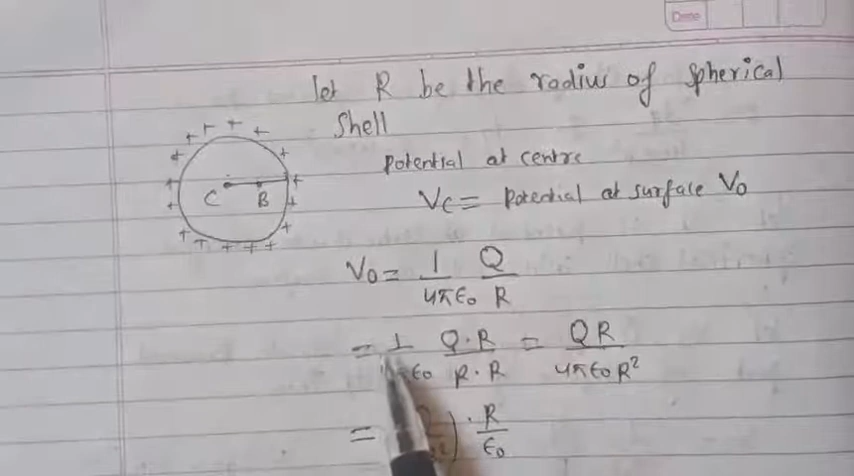 Date
let R be the radius of spherical
shell
Potential at centre
C B
Vc = Potential at surface V0
V0 = 1/4πε0 Q/R
= 1/ πε0 Q·R/R·R = QR/4πε0R²
= ) · R/ε0